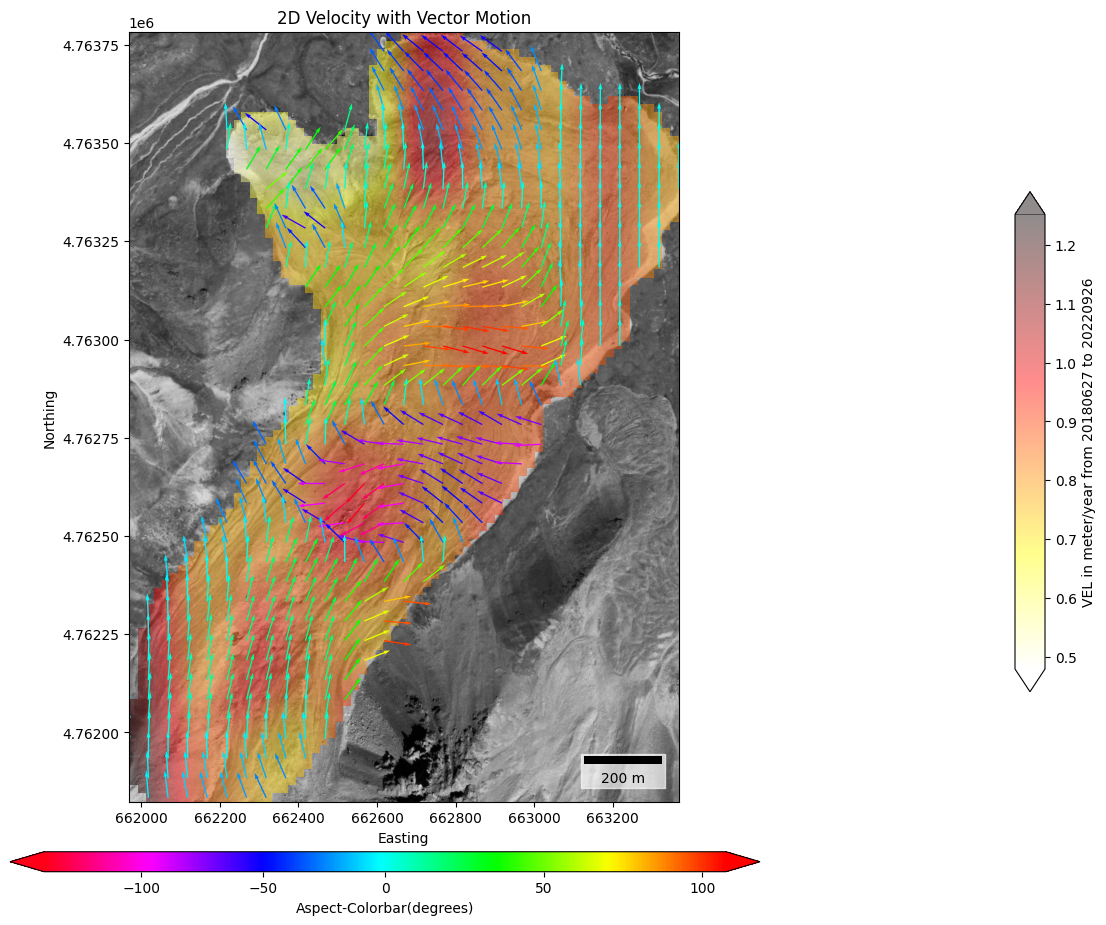 2D Velocity with Vector Motion
1e6
4.76375
4.76350
4.76325
4.76300
4.76275
4.76250
4.76225
4.76200
Northing
200 m
662000 662200 662400 662600 662800 663000 663200
Easting
−100 −50 0 50 100
Aspect-Colorbar(degrees)
1.2
1.1
1.0
0.9
0.8
0.7
0.6
0.5
VEL in meter/year from 20180627 to 20220926